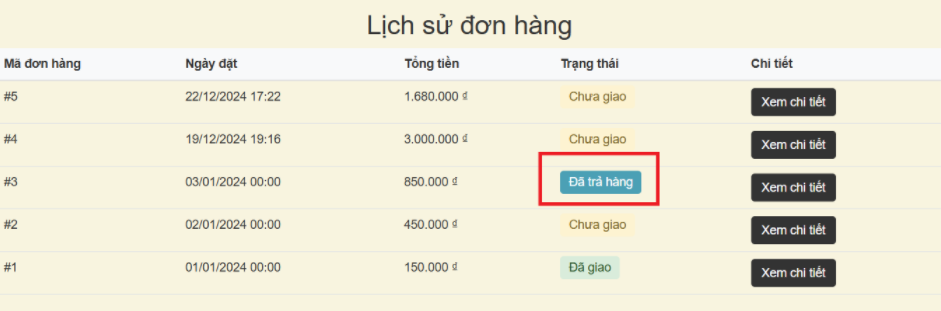 Lịch sử đơn hàng
Mã đơn hàng Ngày đặt Tổng tiền Trạng thái Chi tiết
#5 22/12/2024 17:22 1.680.000 ₫ Chưa giao Xem chi tiết
#4 19/12/2024 19:16 3.000.000 ₫ Chưa giao Xem chi tiết
#3 03/01/2024 00:00 850.000 ₫ Đã trả hàng Xem chi tiết
#2 02/01/2024 00:00 450.000 ₫ Chưa giao Xem chi tiết
#1 01/01/2024 00:00 150.000 ₫ Đã giao Xem chi tiết